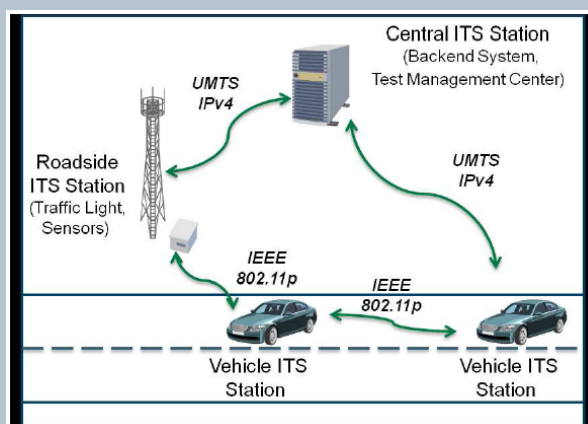 Central ITS Station
(Backend System,
Test Management Center)
UMTS
IPv4
Roadside
ITS Station
(Traffic Light,
Sensors)
UMTS
IPv4
IEEE
802.11p
IEEE
802.11p
Vehicle ITS
Station
Vehicle ITS
Station